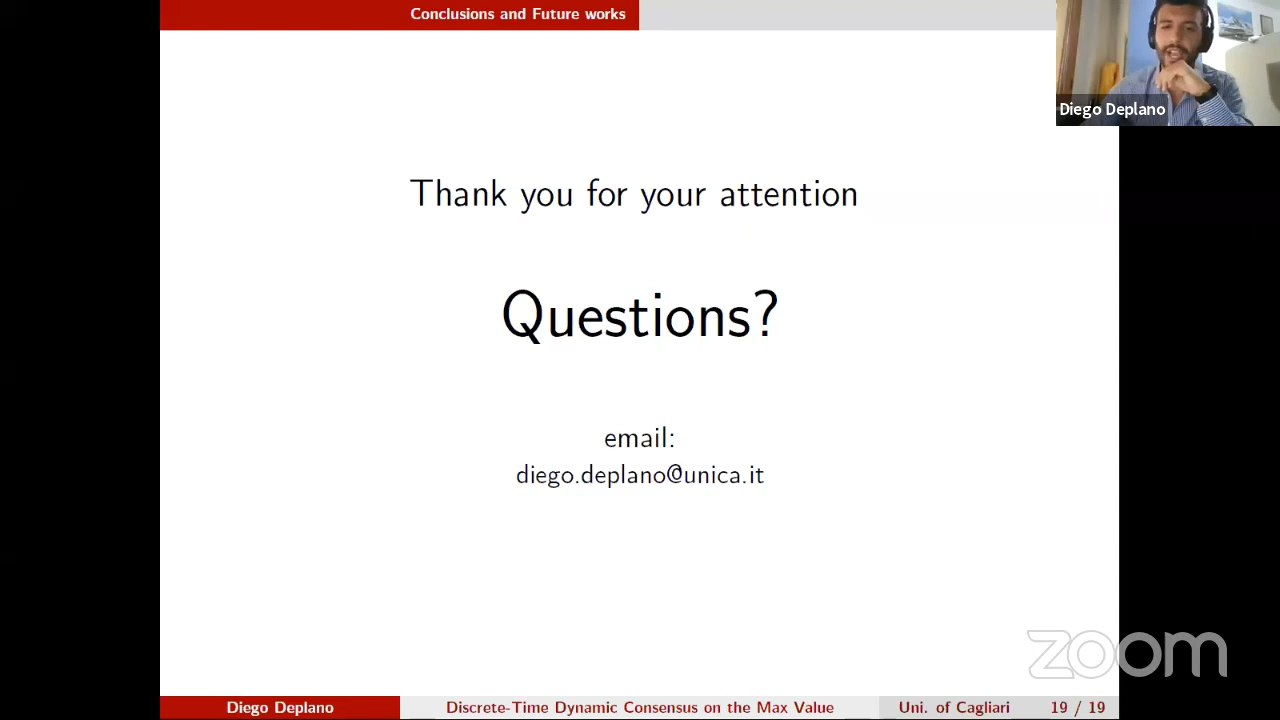 Conclusions and Future works
Diego Deplano
Thank you for your attention
Questions?
email:
diego.deplano@unica.it
zoom
Diego Deplano Discrete-Time Dynamic Consensus on the Max Value Uni. of Cagliari 19 / 19